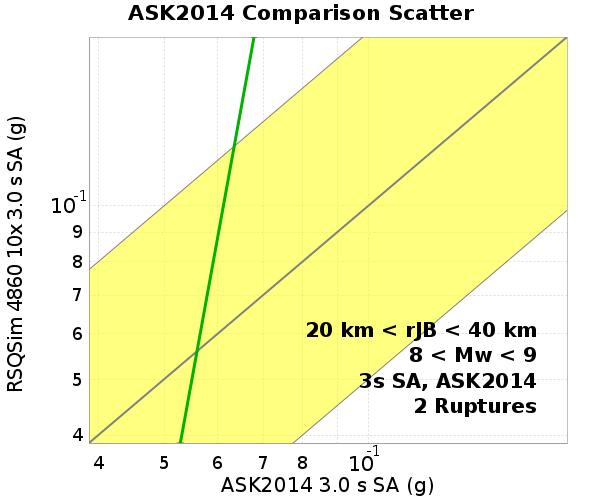 ASK2014 Comparison Scatter
RSQSim 4860 10x 3.0 s SA (g)
10-1
9
8
7
6
5
4
20 km < rJB < 40 km
8 < Mw < 9
3s SA, ASK2014
2 Ruptures
4 5 6 7 8 10-1
ASK2014 3.0 s SA (g)